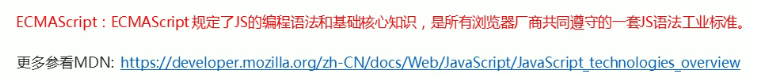 ECMAScript：ECMAScript 规定了JS的编程语法和基础核心知识，是所有浏览器厂商共同遵守的一套JS语法工业标准。
更多参看MDN: https://developer.mozilla.org/zh-CN/docs/Web/JavaScript/JavaScript_technologies_overview